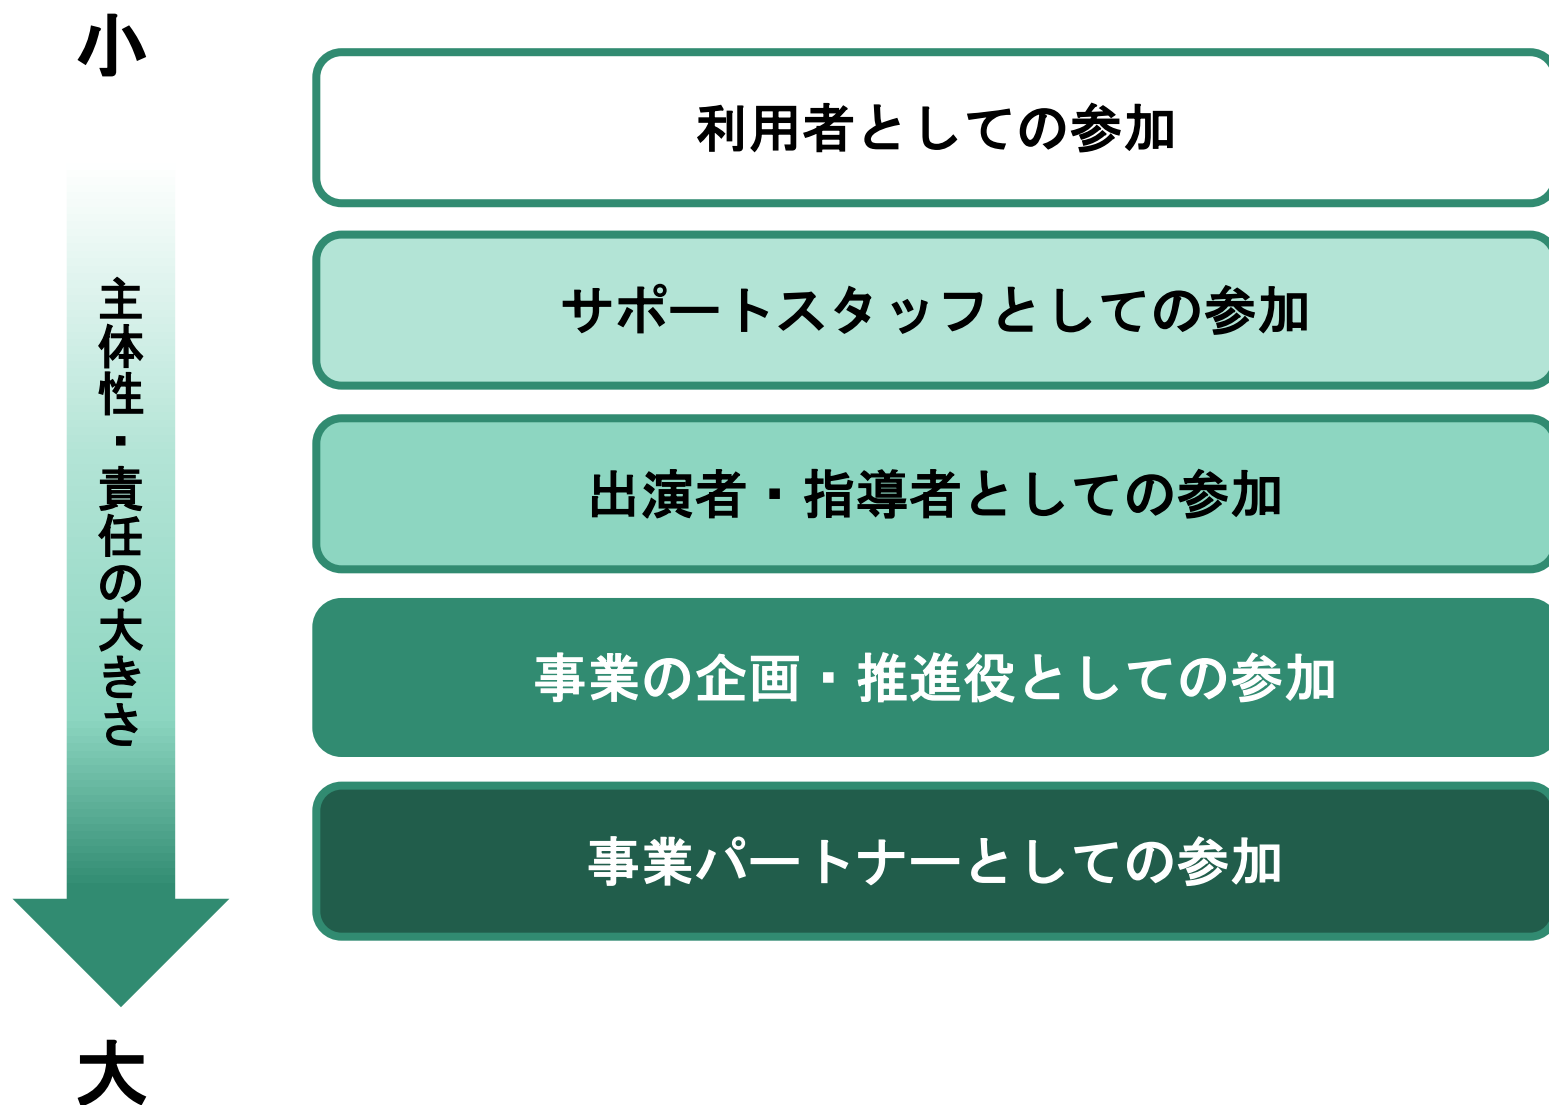 小
利用者としての参加
サポートスタッフとしての参加
主体性・責任の大きさ
出演者・指導者としての参加
事業の企画・推進役としての参加
事業パートナーとしての参加
大